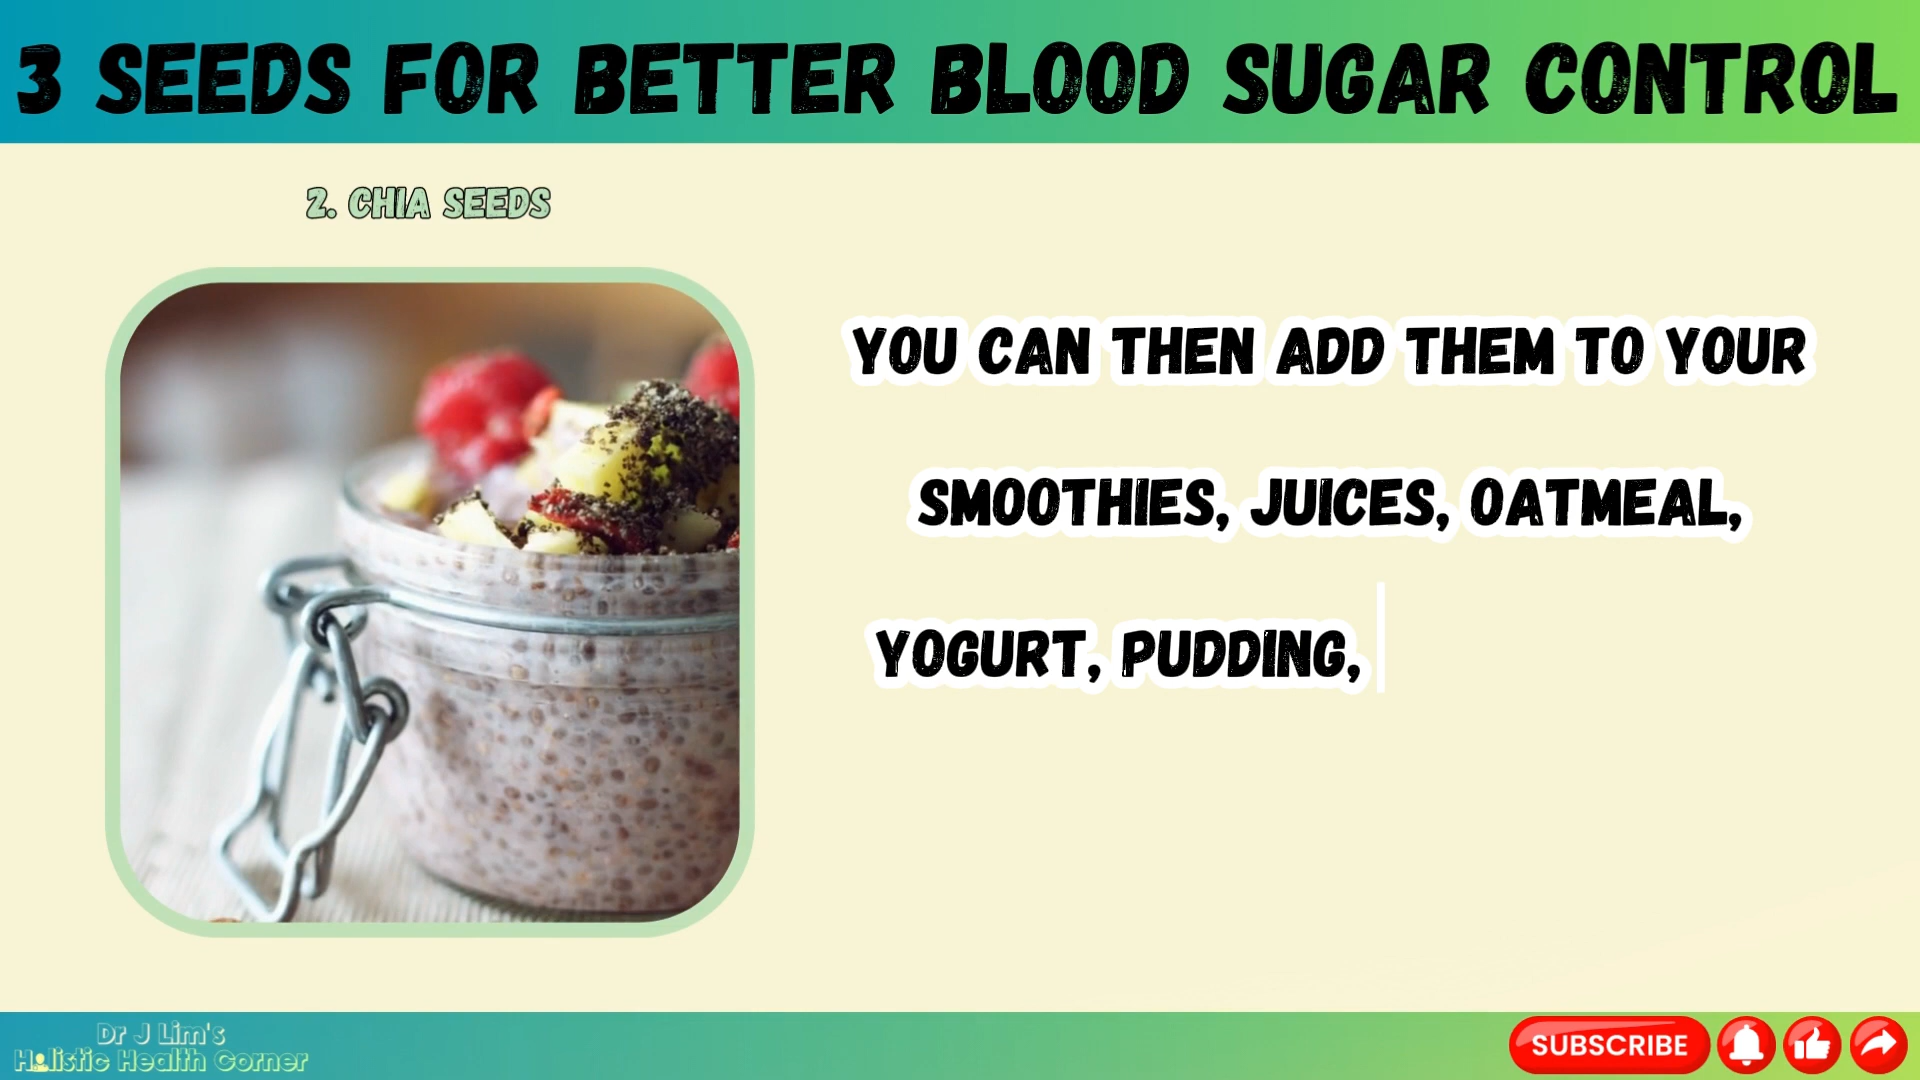 3 SEEDS FOR BETTER BLOOD SUGAR CONTROL
2. CHIA SEEDS
YOU CAN THEN ADD THEM TO YOUR
SMOOTHIES, JUICES, OATMEAL,
YOGURT, PUDDING,
Dr J Lim's
Holistic Health Corner
SUBSCRIBE